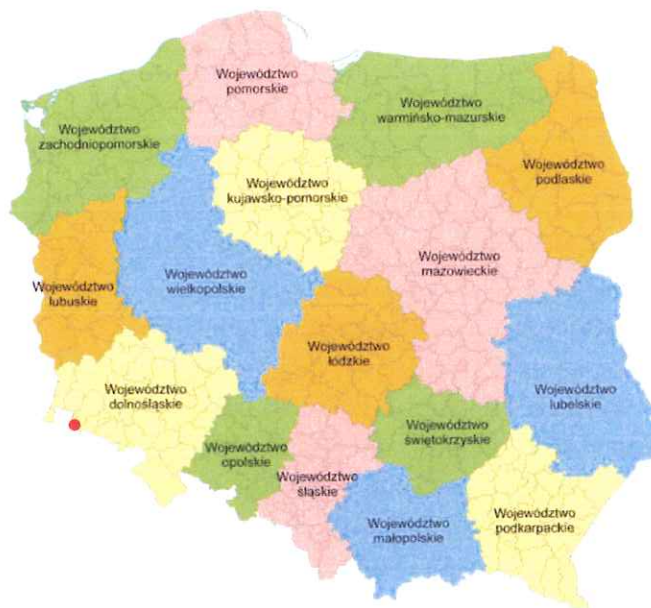 Województwo
pomorskie
Województwo
zachodniopomorskie
Województwo
warmińsko-mazurskie
Województwo
podlaskie
Województwo
kujawsko-pomorskie
Województwo
mazowieckie
Województwo
wielkopolskie
Województwo
lubuskie
Województwo
łódzkie
Województwo
dolnośląskie
Województwo
lubelskie
Województwo
świętokrzyskie
Województwo
opolskie
Województwo
śląskie
Województwo
podkarpackie
Województwo
małopolskie